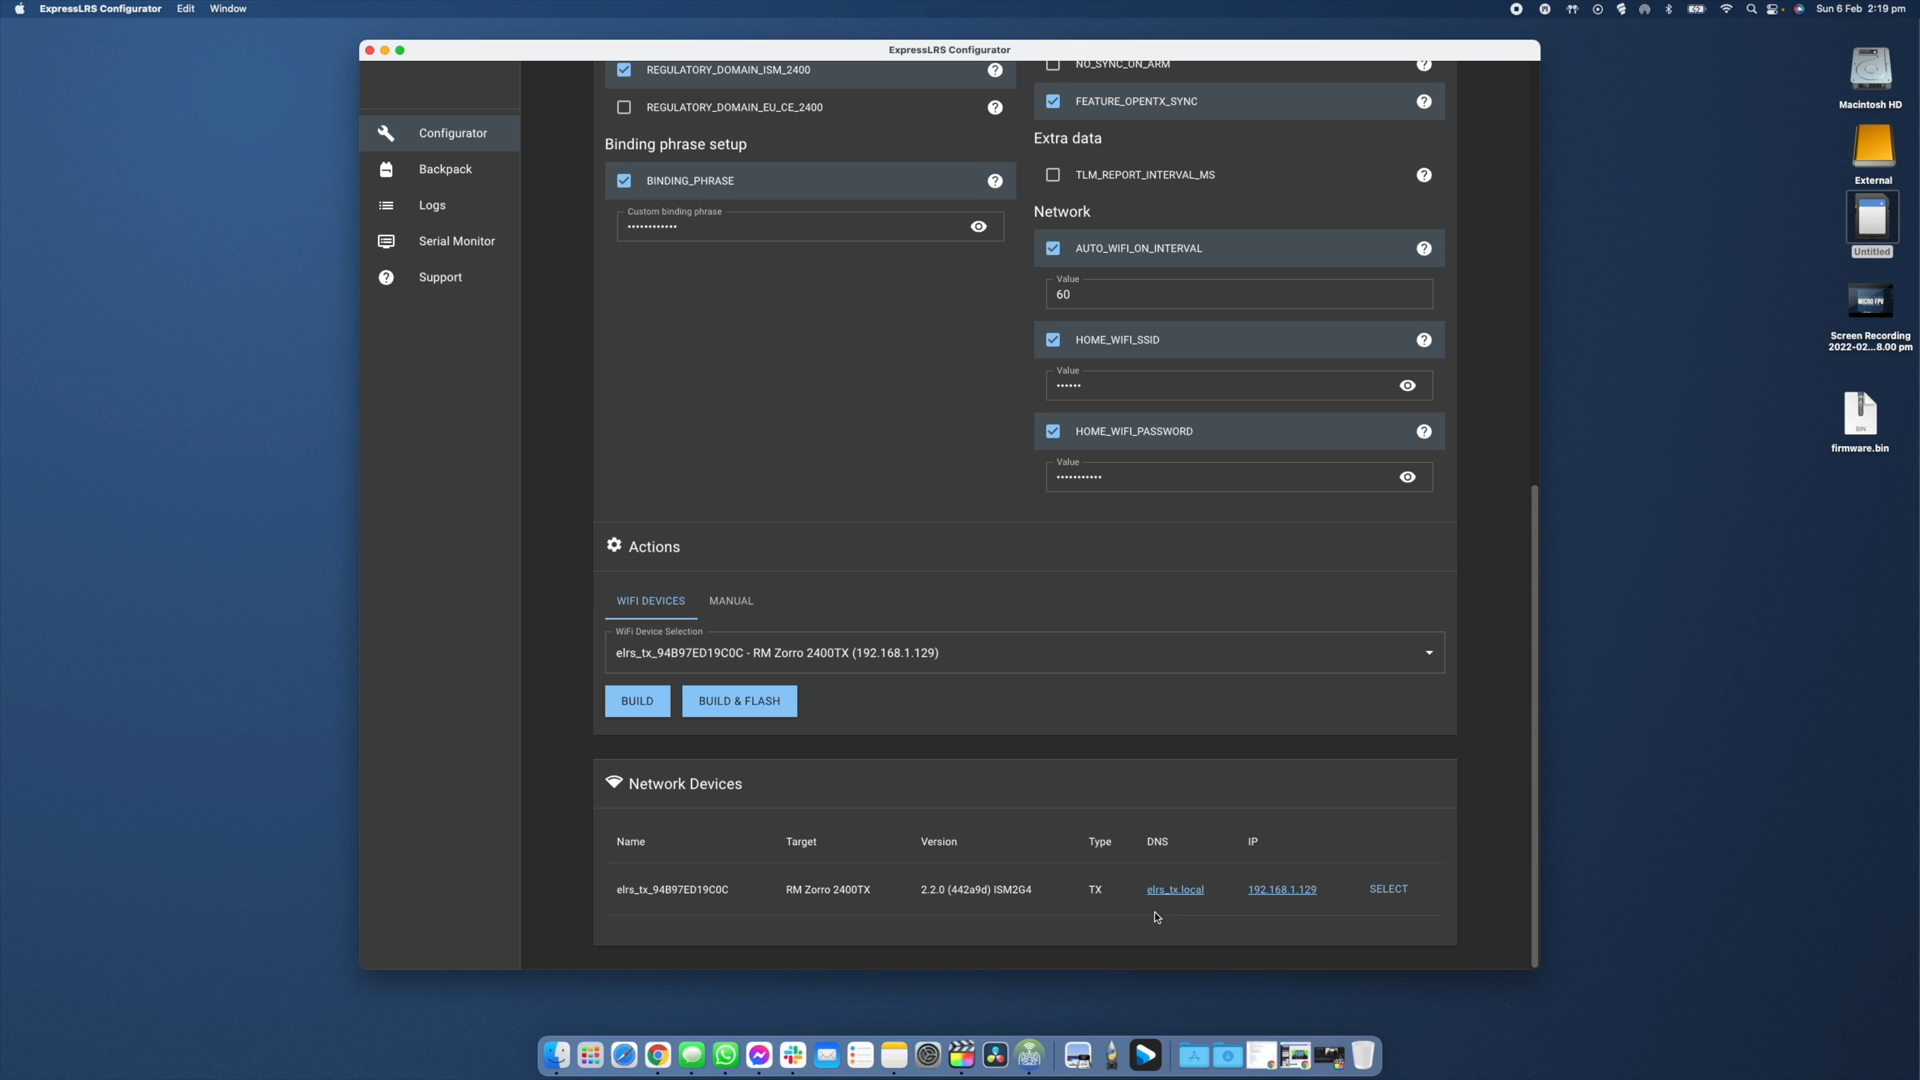 ExpressLRS Configurator Edit Window
Sun 6 Feb 2:19 pm
ExpressLRS Configurator
Configurator
Backpack
Logs
Serial Monitor
Support
REGULATORY_DOMAIN_ISM_2400
REGULATORY_DOMAIN_EU_CE_2400
Binding phrase setup
BINDING_PHRASE
Custom binding phrase
••••••••••••
NO_SYNC_ON_ARM
FEATURE_OPENTX_SYNC
Extra data
TLM_REPORT_INTERVAL_MS
Network
AUTO_WIFI_ON_INTERVAL
Value
60
HOME_WIFI_SSID
Value
••••••
HOME_WIFI_PASSWORD
Value
•••••••••••
Actions
WIFI DEVICES MANUAL
WiFi Device Selection
elrs_tx_94B97ED19C0C - RM Zorro 2400TX (192.168.1.129)
BUILD BUILD & FLASH
Network Devices
Name Target Version Type DNS IP
elrs_tx_94B97ED19C0C RM Zorro 2400TX 2.2.0 (442a9d) ISM2G4 TX elrs_tx.local 192.168.1.129 SELECT
Macintosh HD
External
Untitled
MICRO FPV
Screen Recording
2022-02...8.00 pm
BIN
firmware.bin